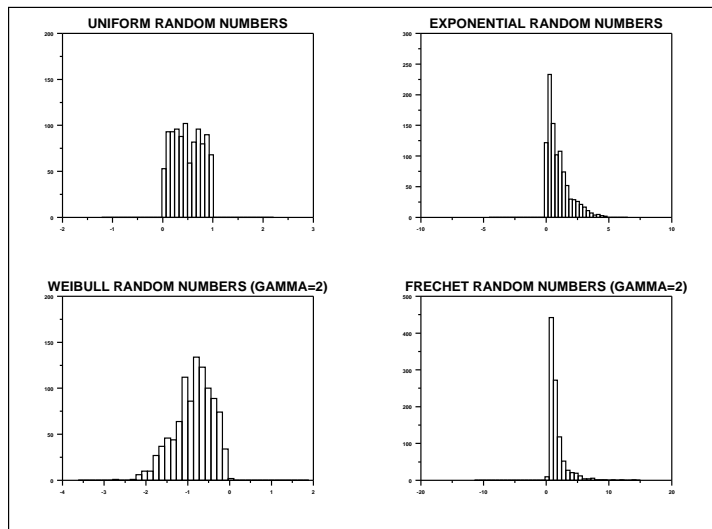 UNIFORM RANDOM NUMBERS
200
150
100
50
0
-2 -1 0 1 2 3
EXPONENTIAL RANDOM NUMBERS
300
250
200
150
100
50
0
-10 -5 0 5 10
WEIBULL RANDOM NUMBERS (GAMMA=2)
200
150
100
50
0
-4 -3 -2 -1 0 1 2
FRECHET RANDOM NUMBERS (GAMMA=2)
500
400
300
200
100
0
-20 -10 0 10 20